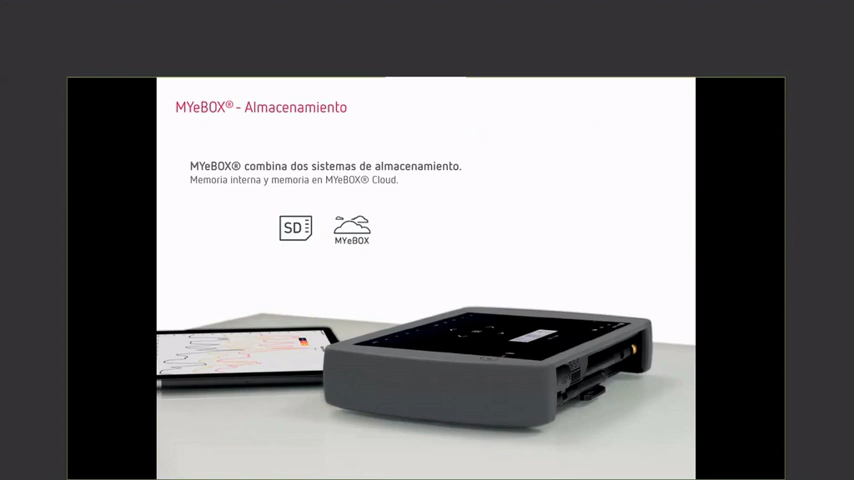 MYeBOX® - Almacenamiento
MYeBOX® combina dos sistemas de almacenamiento.
Memoria interna y memoria en MYeBOX® Cloud.
SD
MYeBOX